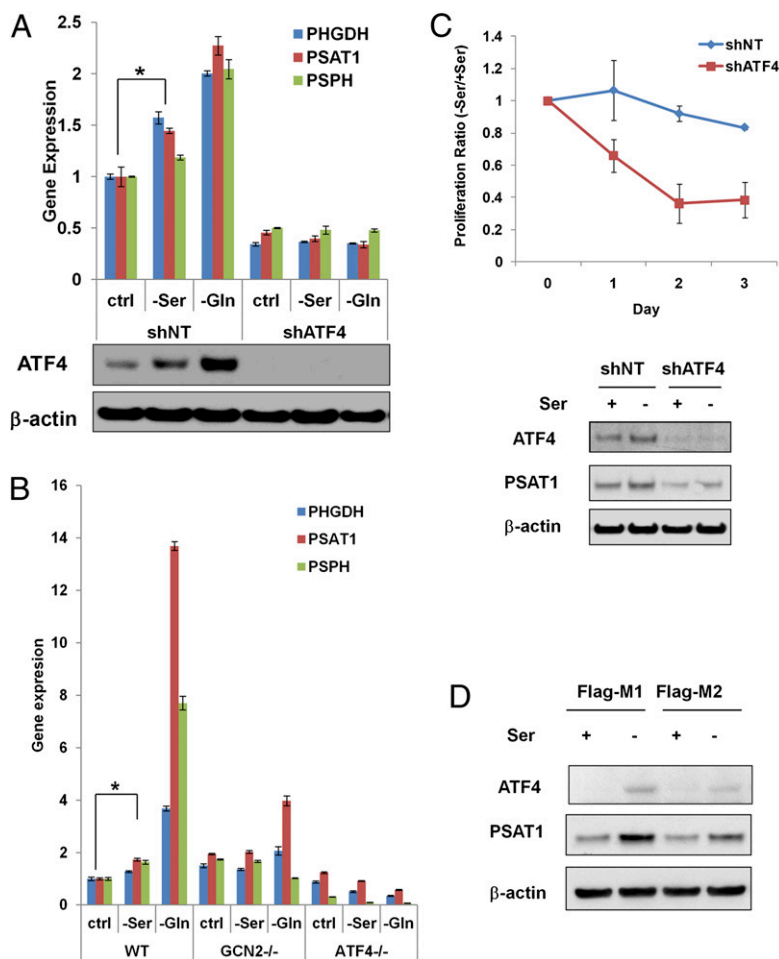 A
2.5
2
1.5
1
0.5
0
Gene Expression
*
PHGDH
PSAT1
PSPH
ctrl -Ser -Gln ctrl -Ser -Gln
shNT shATF4
ATF4
β-actin
B
16
14
12
10
8
6
4
2
0
Gene expresion
*
PHGDH
PSAT1
PSPH
ctrl -Ser -Gln ctrl -Ser -Gln ctrl -Ser -Gln
WT GCN2-/- ATF4-/-
C
shNT
shATF4
1.4
1.2
1
0.8
0.6
0.4
0.2
0
Proliferation Ratio (-Ser/+Ser)
0 1 2 3
Day
shNT shATF4
Ser + - + -
ATF4
PSAT1
β-actin
D
Flag-M1 Flag-M2
Ser + - + -
ATF4
PSAT1
β-actin